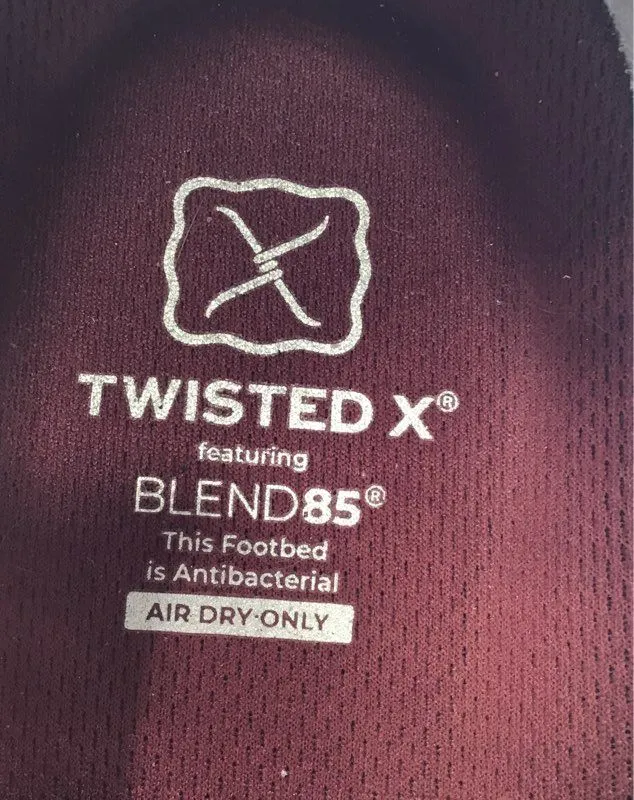 TWISTED X®
featuring
BLEND85®
This Footbed
is Antibacterial
AIR DRY ONLY